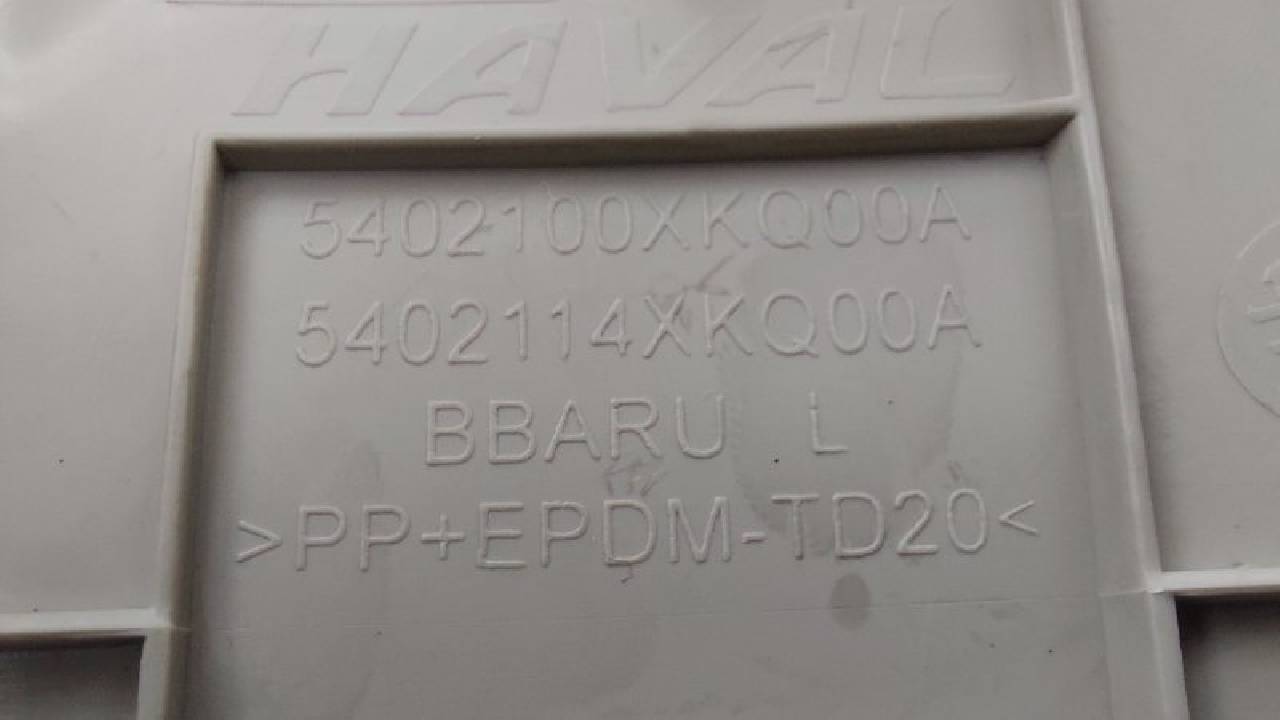 HAVAL
5402100XKQ00A
5402114XKQ00A
BBARU L
>PP+EPDM-TD20<